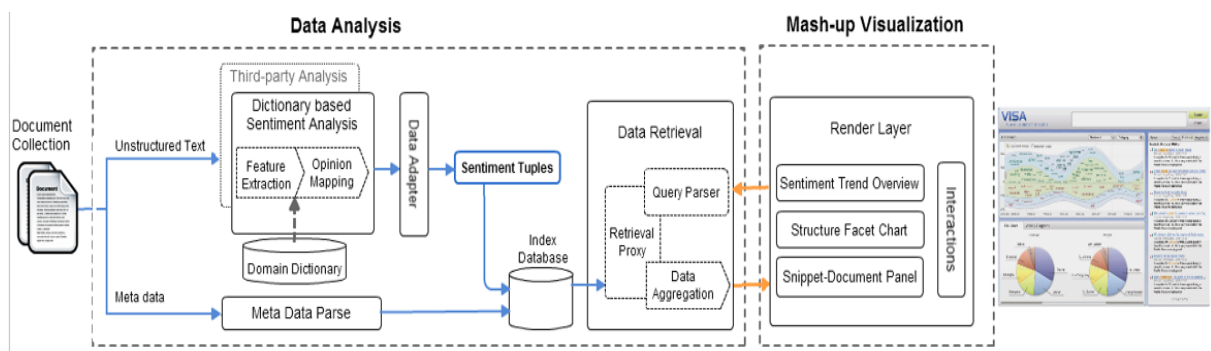 Data Analysis
Mash-up Visualization
Third-party Analysis
Document
Collection
Document
Unstructured Text
Dictionary based
Sentiment Analysis
Feature
Extraction
Opinion
Mapping
Data Adapter
Sentiment Tuples
Domain Dictionary
Meta data
Meta Data Parse
Index
Database
Data Retrieval
Query Parser
Retrieval
Proxy
Data
Aggregation
Render Layer
Sentiment Trend Overview
Structure Facet Chart
Snippet-Document Panel
Interactions
VISA